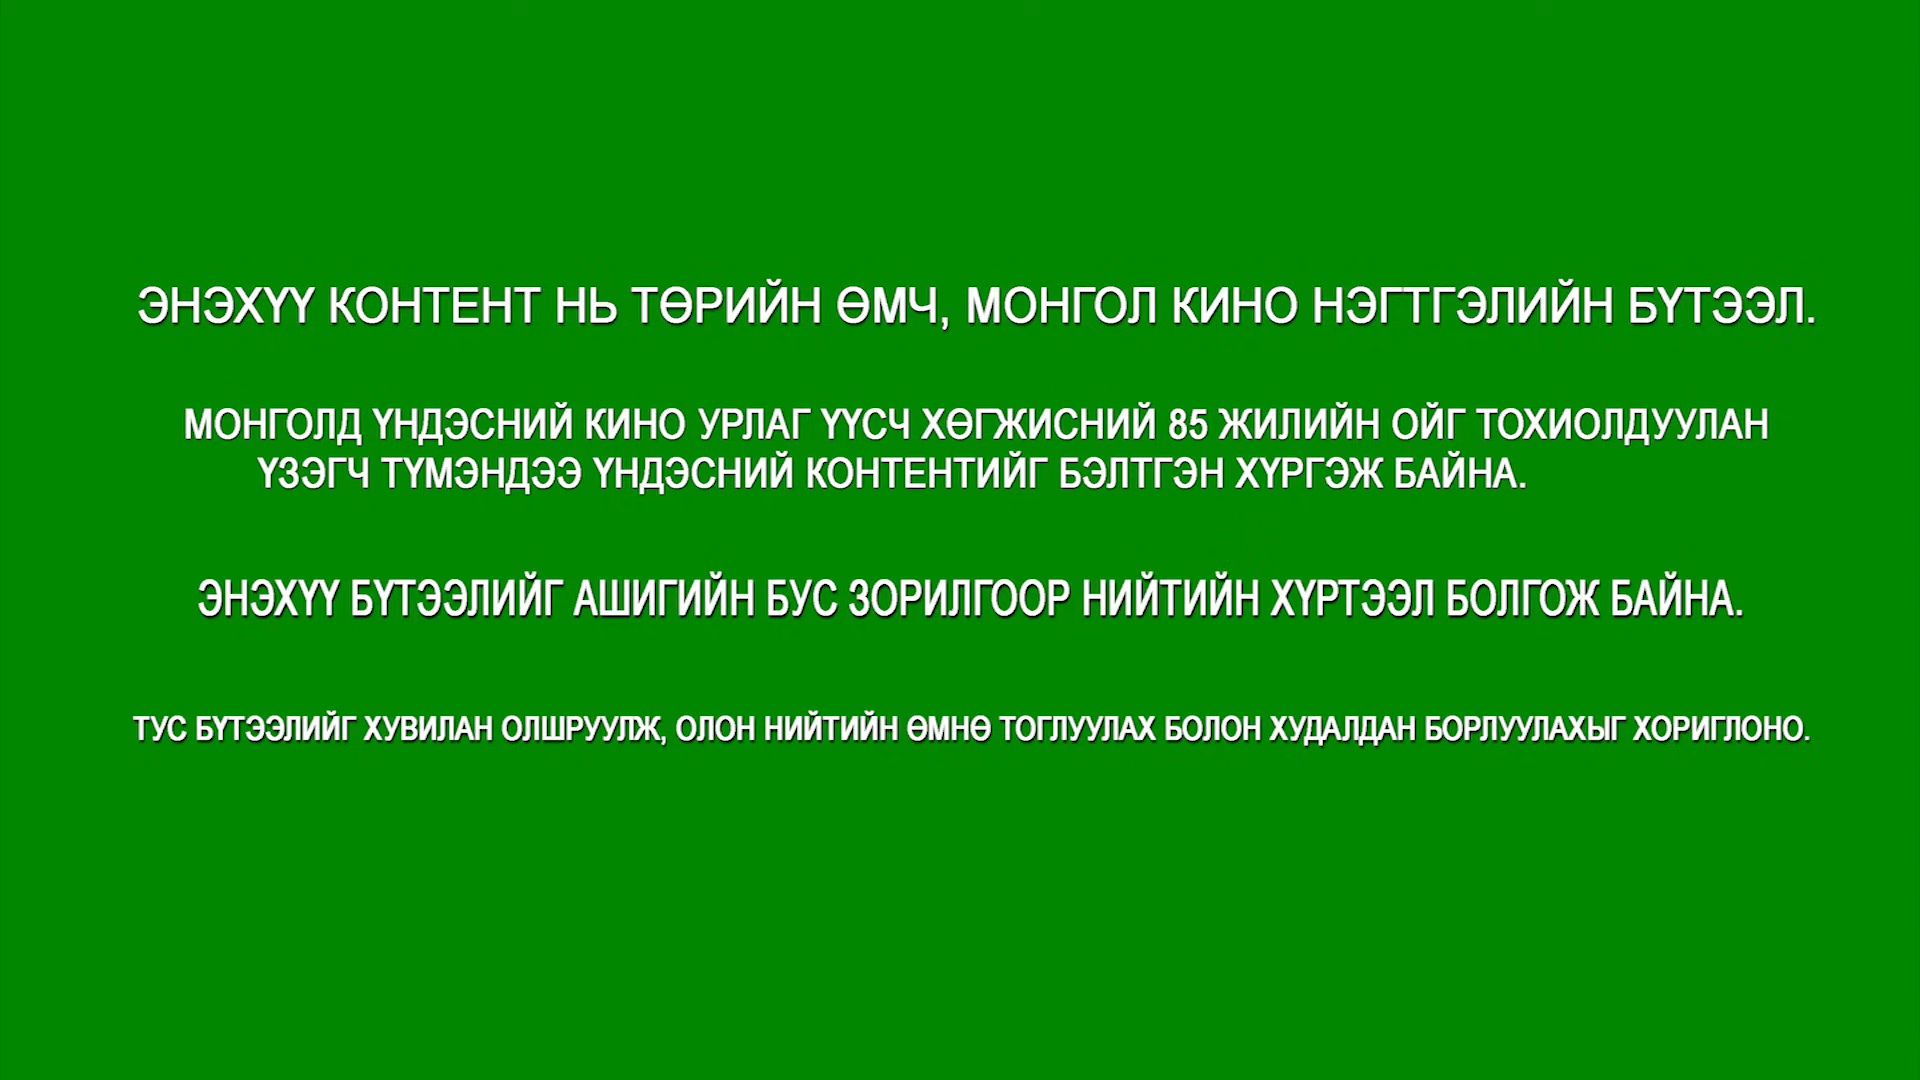 ЭНЭХҮҮ КОНТЕНТ НЬ ТӨРИЙН ӨМЧ, МОНГОЛ КИНО НЭГТГЭЛИЙН БҮТЭЭЛ.
МОНГОЛД ҮНДЭСНИЙ КИНО УРЛАГ ҮҮСЧ ХӨГЖИСНИЙ 85 ЖИЛИЙН ОЙГ ТОХИОЛДУУЛАН
ҮЗЭГЧ ТҮМЭНДЭЭ ҮНДЭСНИЙ КОНТЕНТИЙГ БЭЛТГЭН ХҮРГЭЖ БАЙНА.
ЭНЭХҮҮ БҮТЭЭЛИЙГ АШИГИЙН БУС ЗОРИЛГООР НИЙТИЙН ХҮРТЭЭЛ БОЛГОЖ БАЙНА.
ТУС БҮТЭЭЛИЙГ ХУВИЛАН ОЛШРУУЛЖ, ОЛОН НИЙТИЙН ӨМНӨ ТОГЛУУЛАХ БОЛОН ХУДАЛДАН БОРЛУУЛАХЫГ ХОРИГЛОНО.